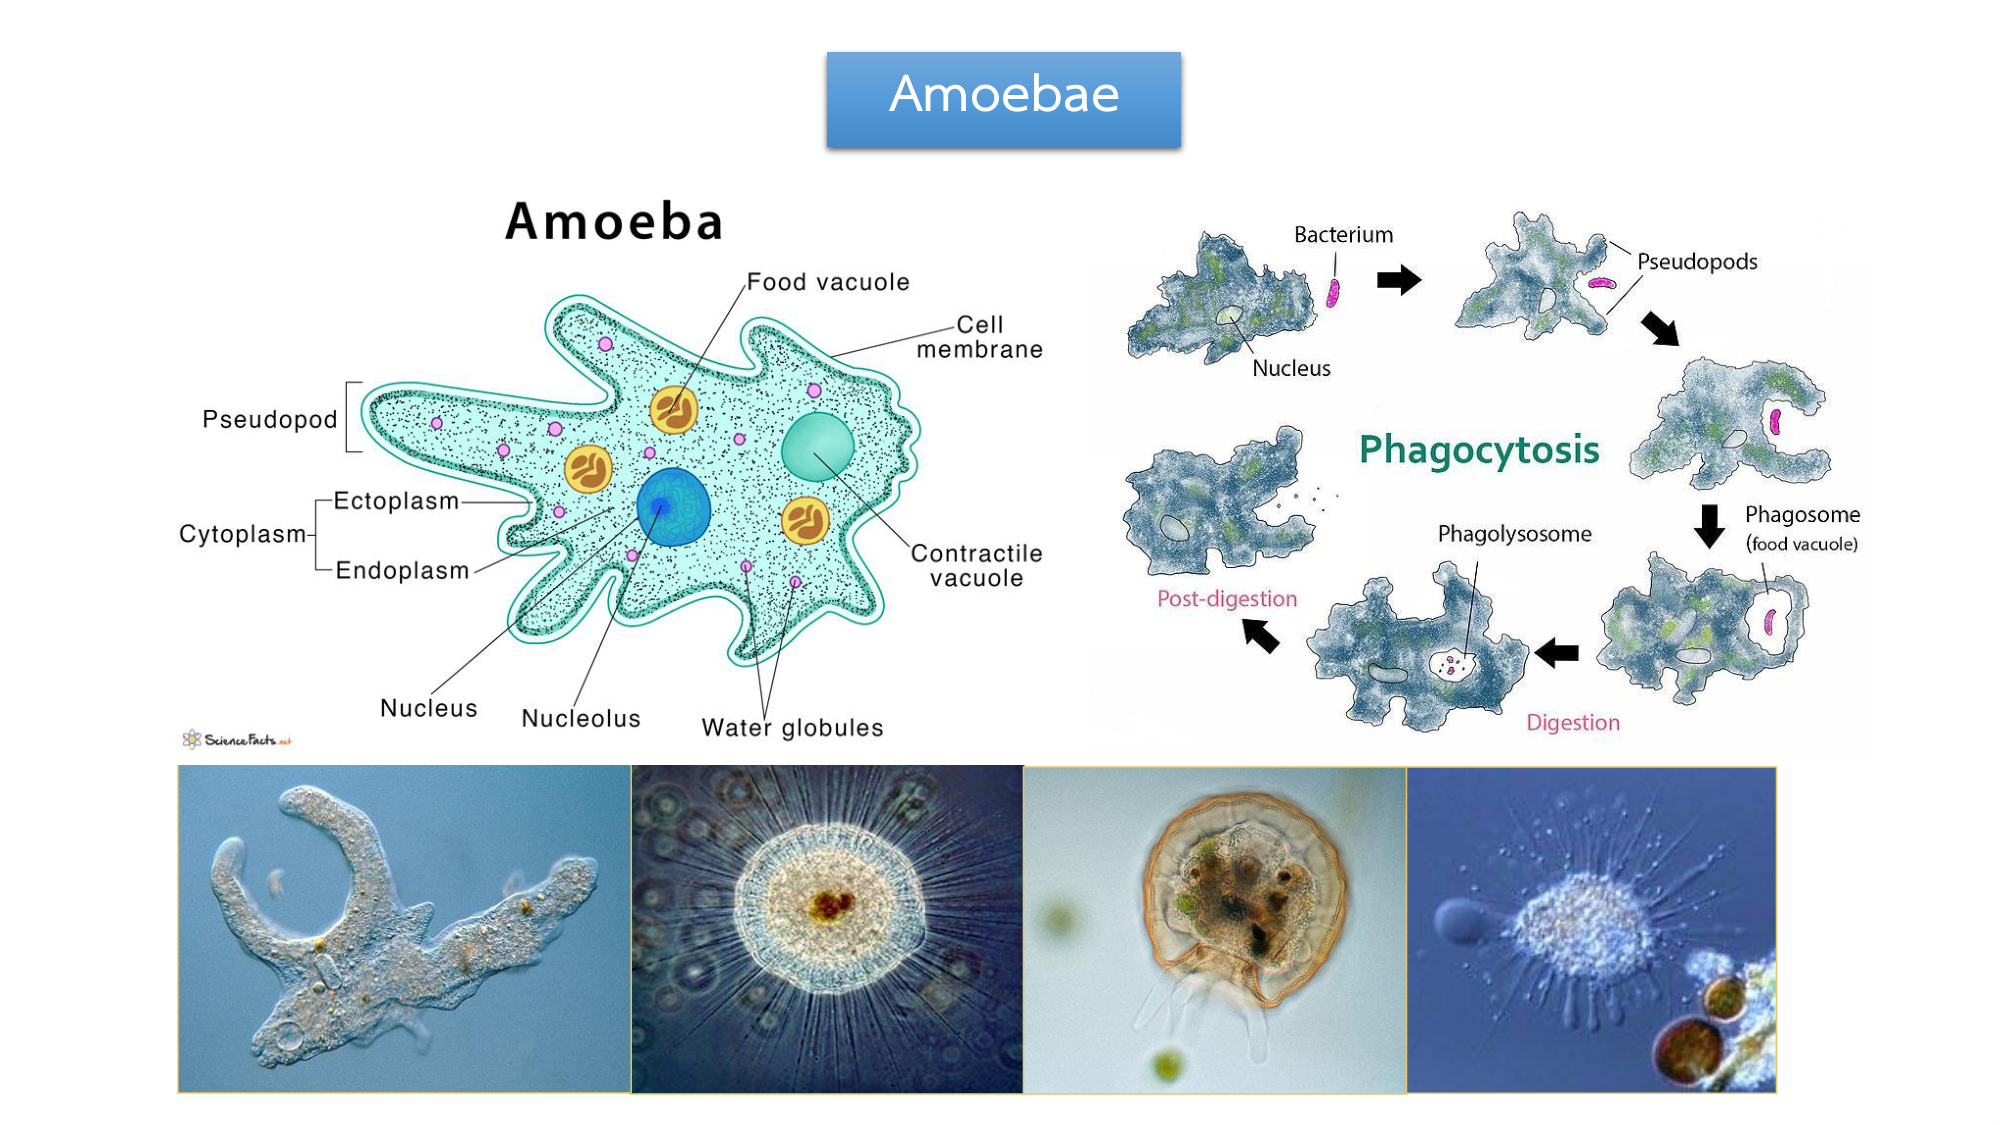 Amoebae
Amoeba
Food vacuole
Cell
membrane
Pseudopod
Ectoplasm
Cytoplasm
Endoplasm
Contractile
vacuole
Nucleus
Nucleolus
Water globules
ScienceFacts.net
Bacterium
Pseudopods
Nucleus
Phagocytosis
Phagosome
(food vacuole)
Phagolysosome
Post-digestion
Digestion